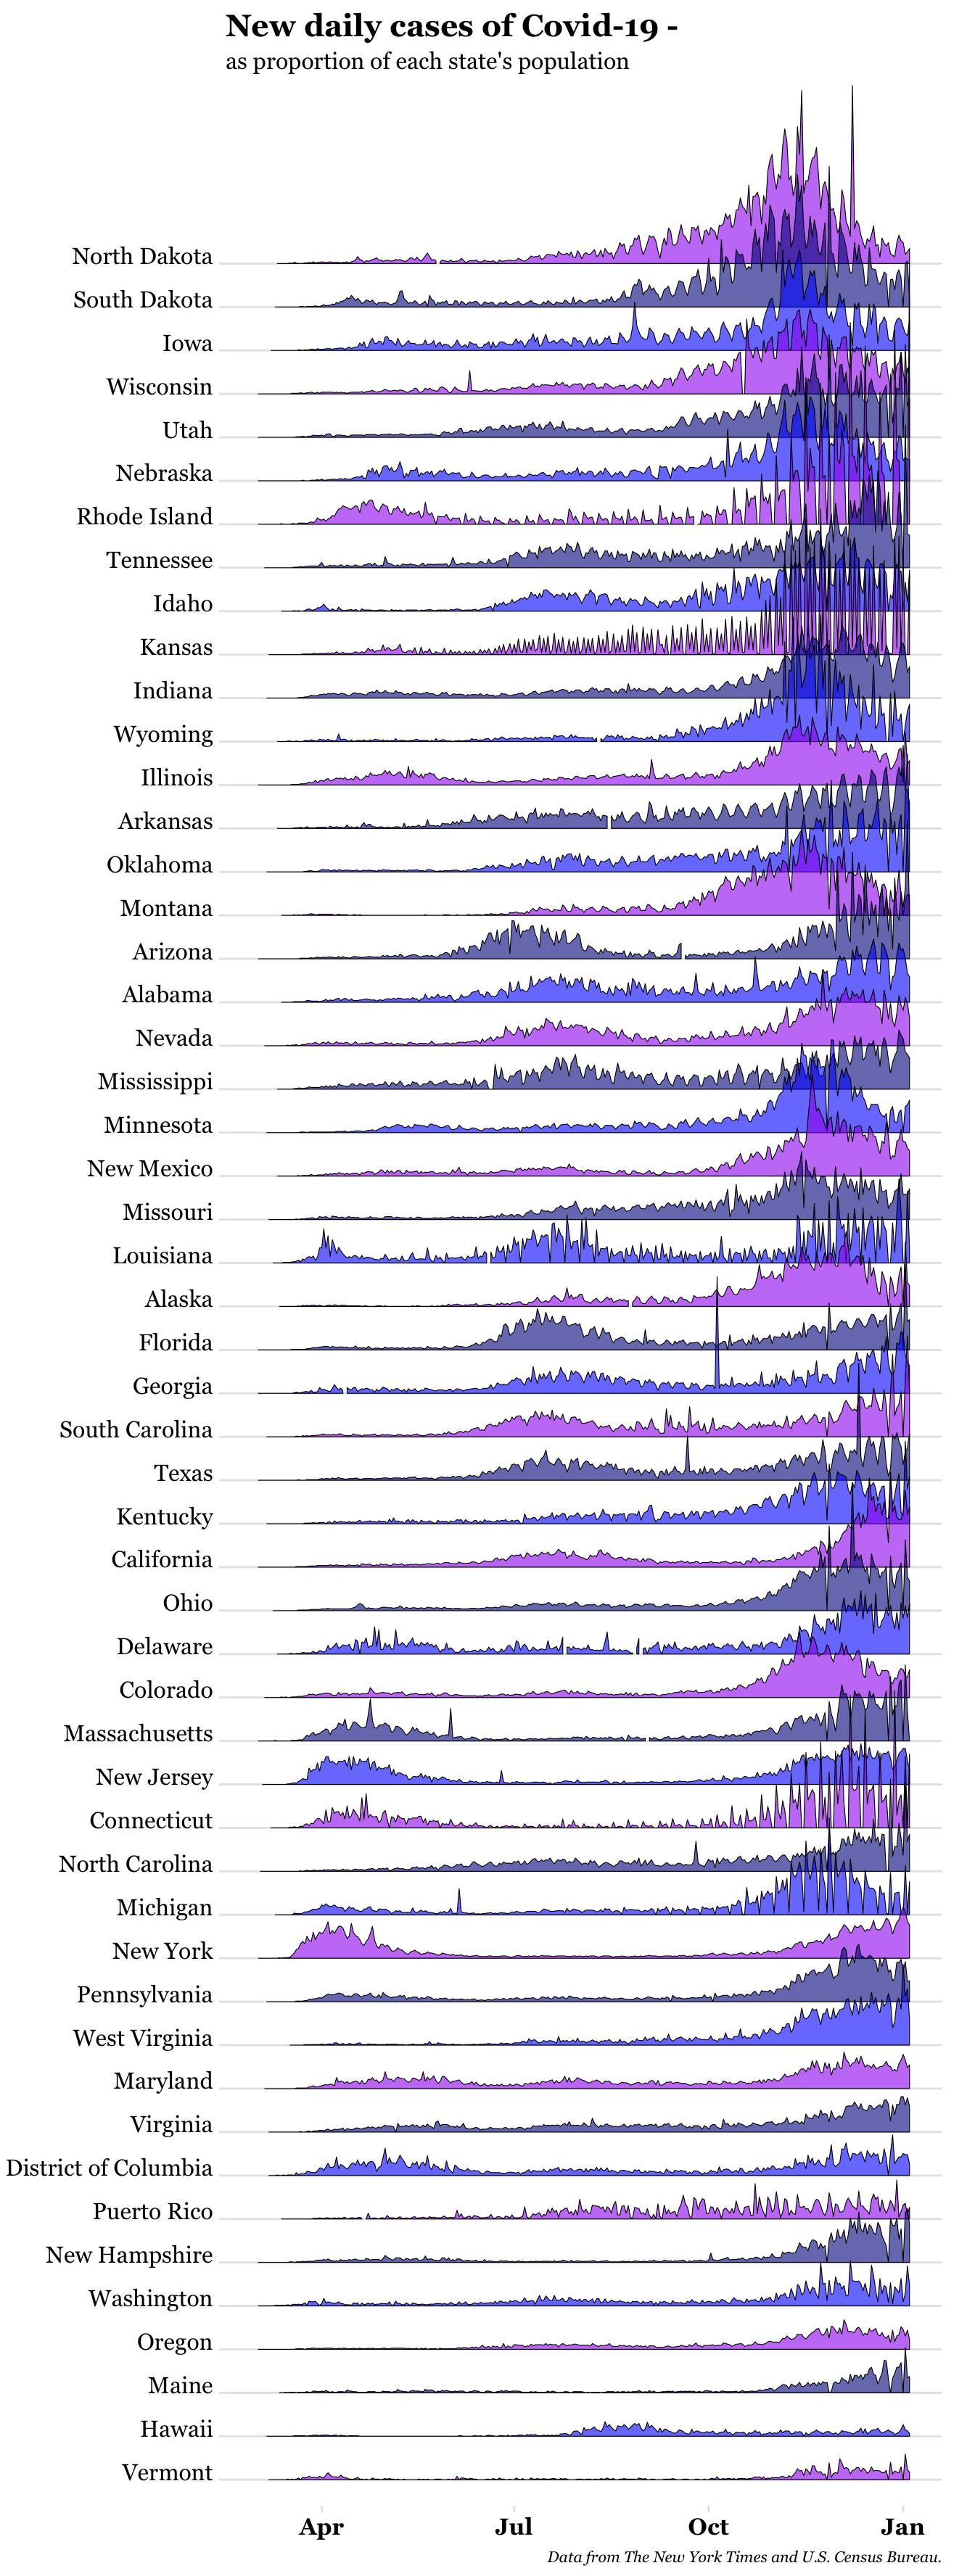 New daily cases of Covid-19 -
as proportion of each state's population
North Dakota
South Dakota
Iowa
Wisconsin
Utah
Nebraska
Rhode Island
Tennessee
Idaho
Kansas
Indiana
Wyoming
Illinois
Arkansas
Oklahoma
Montana
Arizona
Alabama
Nevada
Mississippi
Minnesota
New Mexico
Missouri
Louisiana
Alaska
Florida
Georgia
South Carolina
Texas
Kentucky
California
Ohio
Delaware
Colorado
Massachusetts
New Jersey
Connecticut
North Carolina
Michigan
New York
Pennsylvania
West Virginia
Maryland
Virginia
District of Columbia
Puerto Rico
New Hampshire
Washington
Oregon
Maine
Hawaii
Vermont
Apr Jul Oct Jan
Data from The New York Times and U.S. Census Bureau.